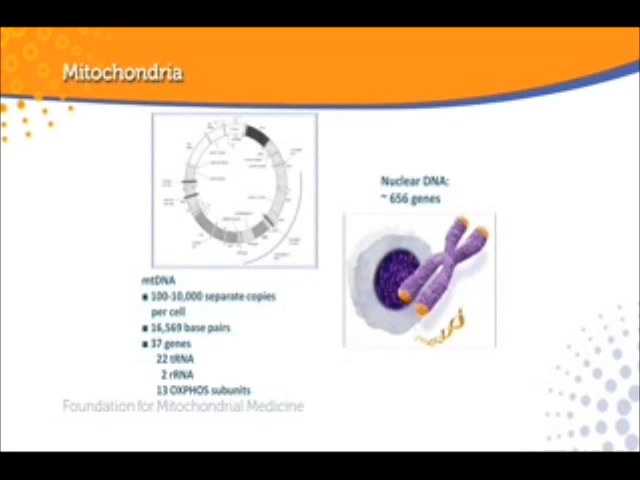 Mitochondria
Nuclear DNA:
~ 656 genes
mtDNA
■ 100-10,000 separate copies
per cell
■ 16,569 base pairs
■ 37 genes
22 tRNA
2 rRNA
13 OXPHOS subunits
Foundation for Mitochondrial Medicine